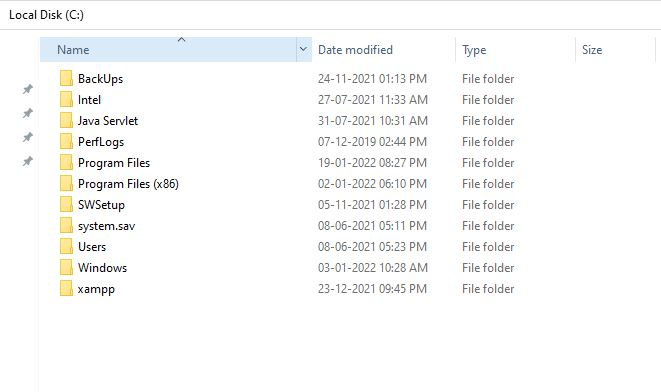 Local Disk (C:)
Name Date modified Type Size
BackUps 24-11-2021 01:13 PM File folder
Intel 27-07-2021 11:33 AM File folder
Java Servlet 31-07-2021 10:31 AM File folder
PerfLogs 07-12-2019 02:44 PM File folder
Program Files 19-01-2022 08:27 PM File folder
Program Files (x86) 02-01-2022 06:10 PM File folder
SWSetup 05-11-2021 01:28 PM File folder
system.sav 08-06-2021 05:11 PM File folder
Users 08-06-2021 05:23 PM File folder
Windows 03-01-2022 10:28 AM File folder
xampp 23-12-2021 09:45 PM File folder